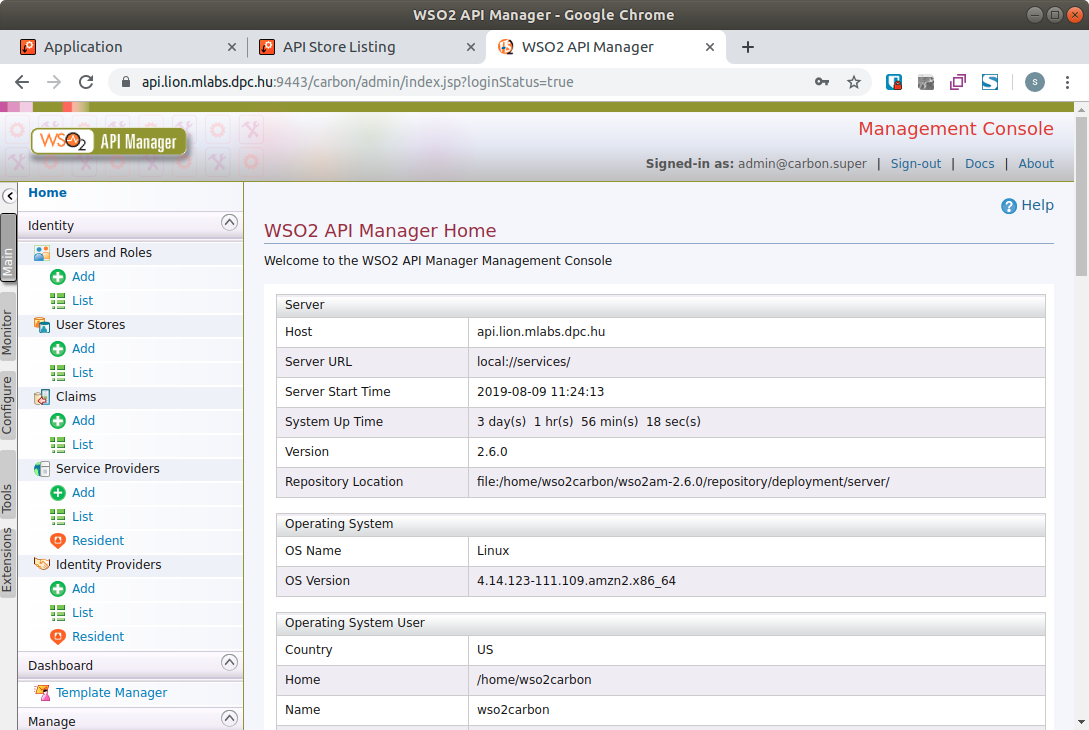 WSO2 API Manager - Google Chrome
Application
API Store Listing
WSO2 API Manager
api.lion.mlabs.dpc.hu:9443/carbon/admin/index.jsp?loginStatus=true
s
WSO2 API Manager
Management Console
Signed-in as: admin@carbon.super | Sign-out | Docs | About
Main
Monitor
Configure
Tools
Extensions
Home
Identity
Users and Roles
Add
List
User Stores
Add
List
Claims
Add
List
Service Providers
Add
List
Resident
Identity Providers
Add
List
Resident
Dashboard
Template Manager
Manage
Help
WSO2 API Manager Home
Welcome to the WSO2 API Manager Management Console
Server
Host api.lion.mlabs.dpc.hu
Server URL local://services/
Server Start Time 2019-08-09 11:24:13
System Up Time 3 day(s) 1 hr(s) 56 min(s) 18 sec(s)
Version 2.6.0
Repository Location file:/home/wso2carbon/wso2am-2.6.0/repository/deployment/server/
Operating System
OS Name Linux
OS Version 4.14.123-111.109.amzn2.x86_64
Operating System User
Country US
Home /home/wso2carbon
Name wso2carbon